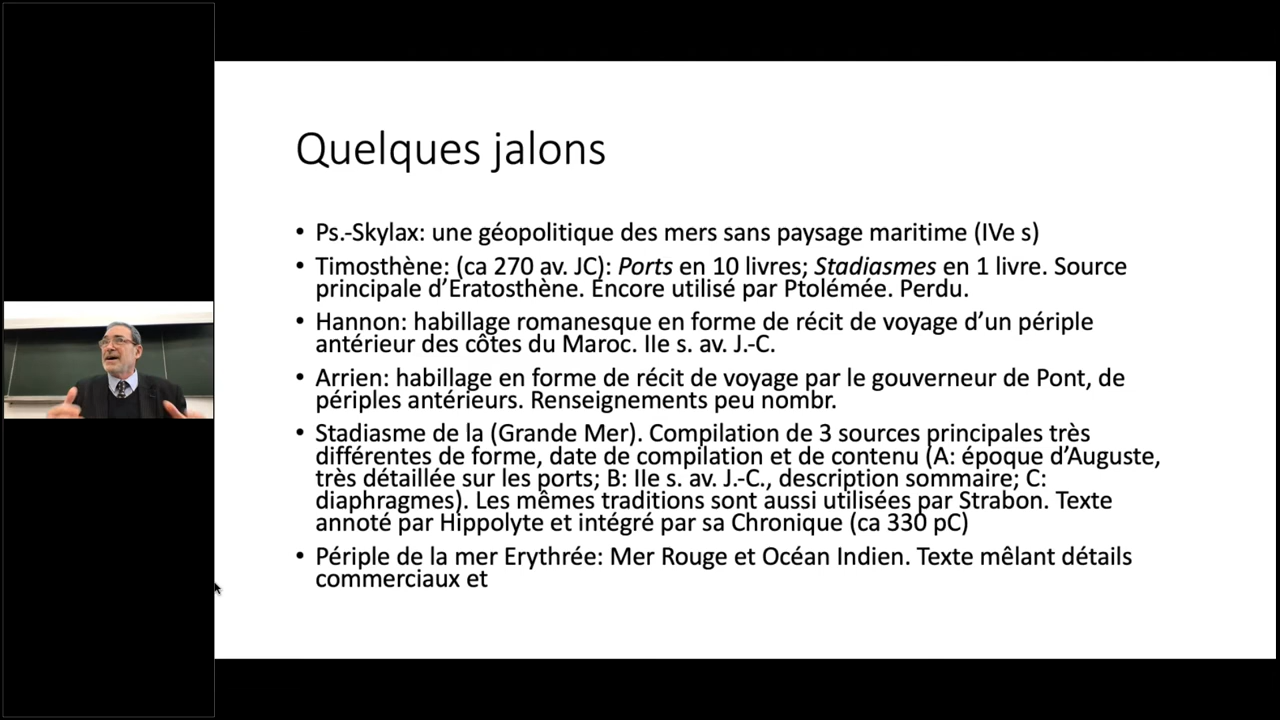 Quelques jalons
• Ps.-Skylax: une géopolitique des mers sans paysage maritime (IVe s)
• Timosthène: (ca 270 av. JC): Ports en 10 livres; Stadiasmes en 1 livre. Source
principale d’Eratosthène. Encore utilisé par Ptolémée. Perdu.
• Hannon: habillage romanesque en forme de récit de voyage d’un périple
antérieur des côtes du Maroc. IIe s. av. J.-C.
• Arrien: habillage en forme de récit de voyage par le gouverneur de Pont, de
périples antérieurs. Renseignements peu nombr.
• Stadiasme de la (Grande Mer). Compilation de 3 sources principales très
différentes de forme, date de compilation et de contenu (A: époque d’Auguste,
très détaillée sur les ports; B: IIe s. av. J.-C., description sommaire; C:
diaphragmes). Les mêmes traditions sont aussi utilisées par Strabon. Texte
annoté par Hippolyte et intégré par sa Chronique (ca 330 pC)
• Périple de la mer Erythrée: Mer Rouge et Océan Indien. Texte mêlant détails
commerciaux et